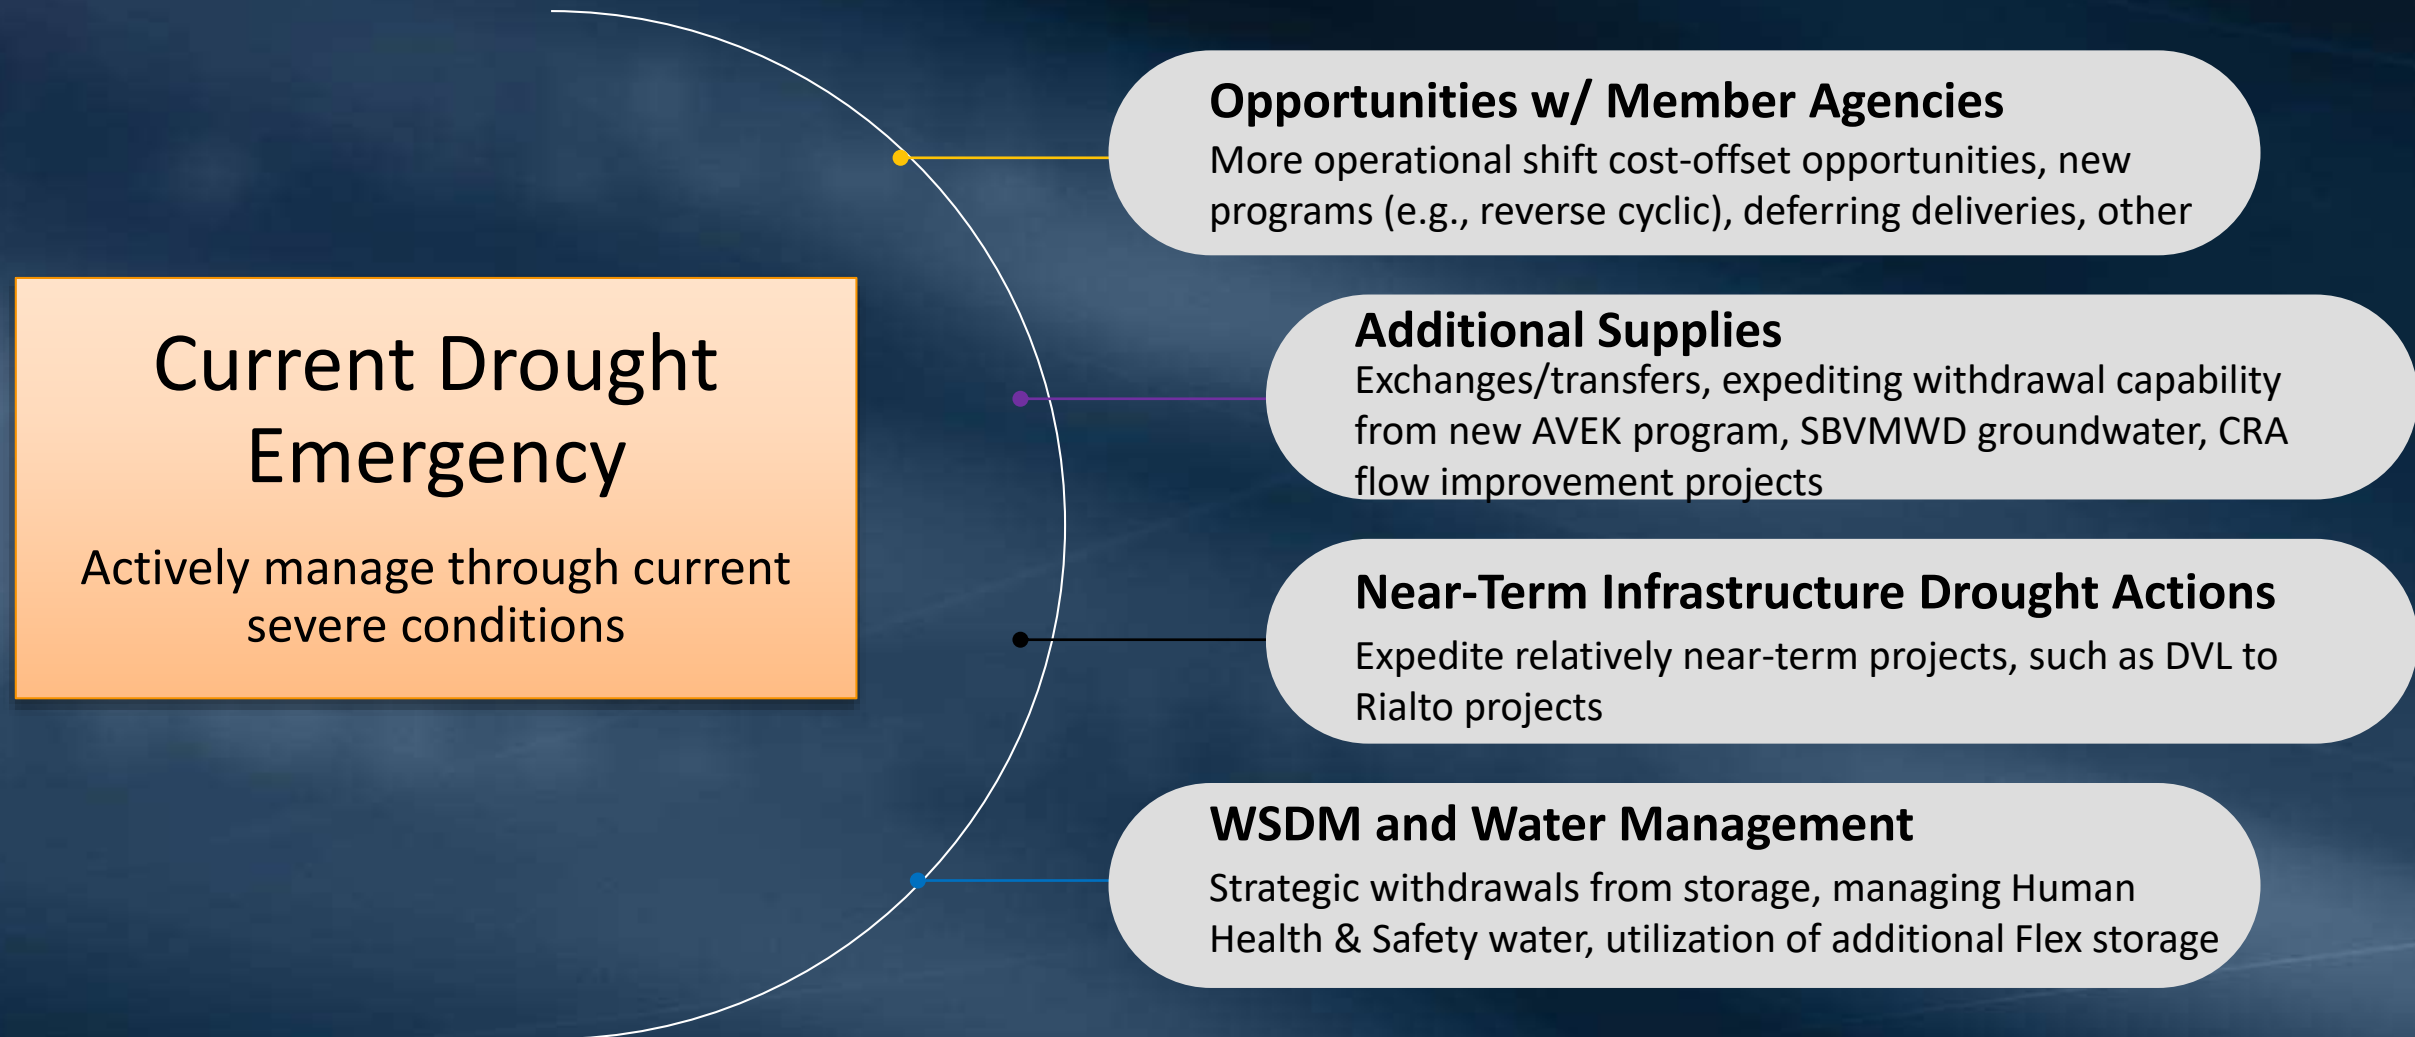 Current Drought
Emergency
Actively manage through current
severe conditions
Opportunities w/ Member Agencies
More operational shift cost-offset opportunities, new
programs (e.g., reverse cyclic), deferring deliveries, other
Additional Supplies
Exchanges/transfers, expediting withdrawal capability
from new AVEK program, SBVMWD groundwater, CRA
flow improvement projects
Near-Term Infrastructure Drought Actions
Expedite relatively near-term projects, such as DVL to
Rialto projects
WSDM and Water Management
Strategic withdrawals from storage, managing Human
Health & Safety water, utilization of additional Flex storage